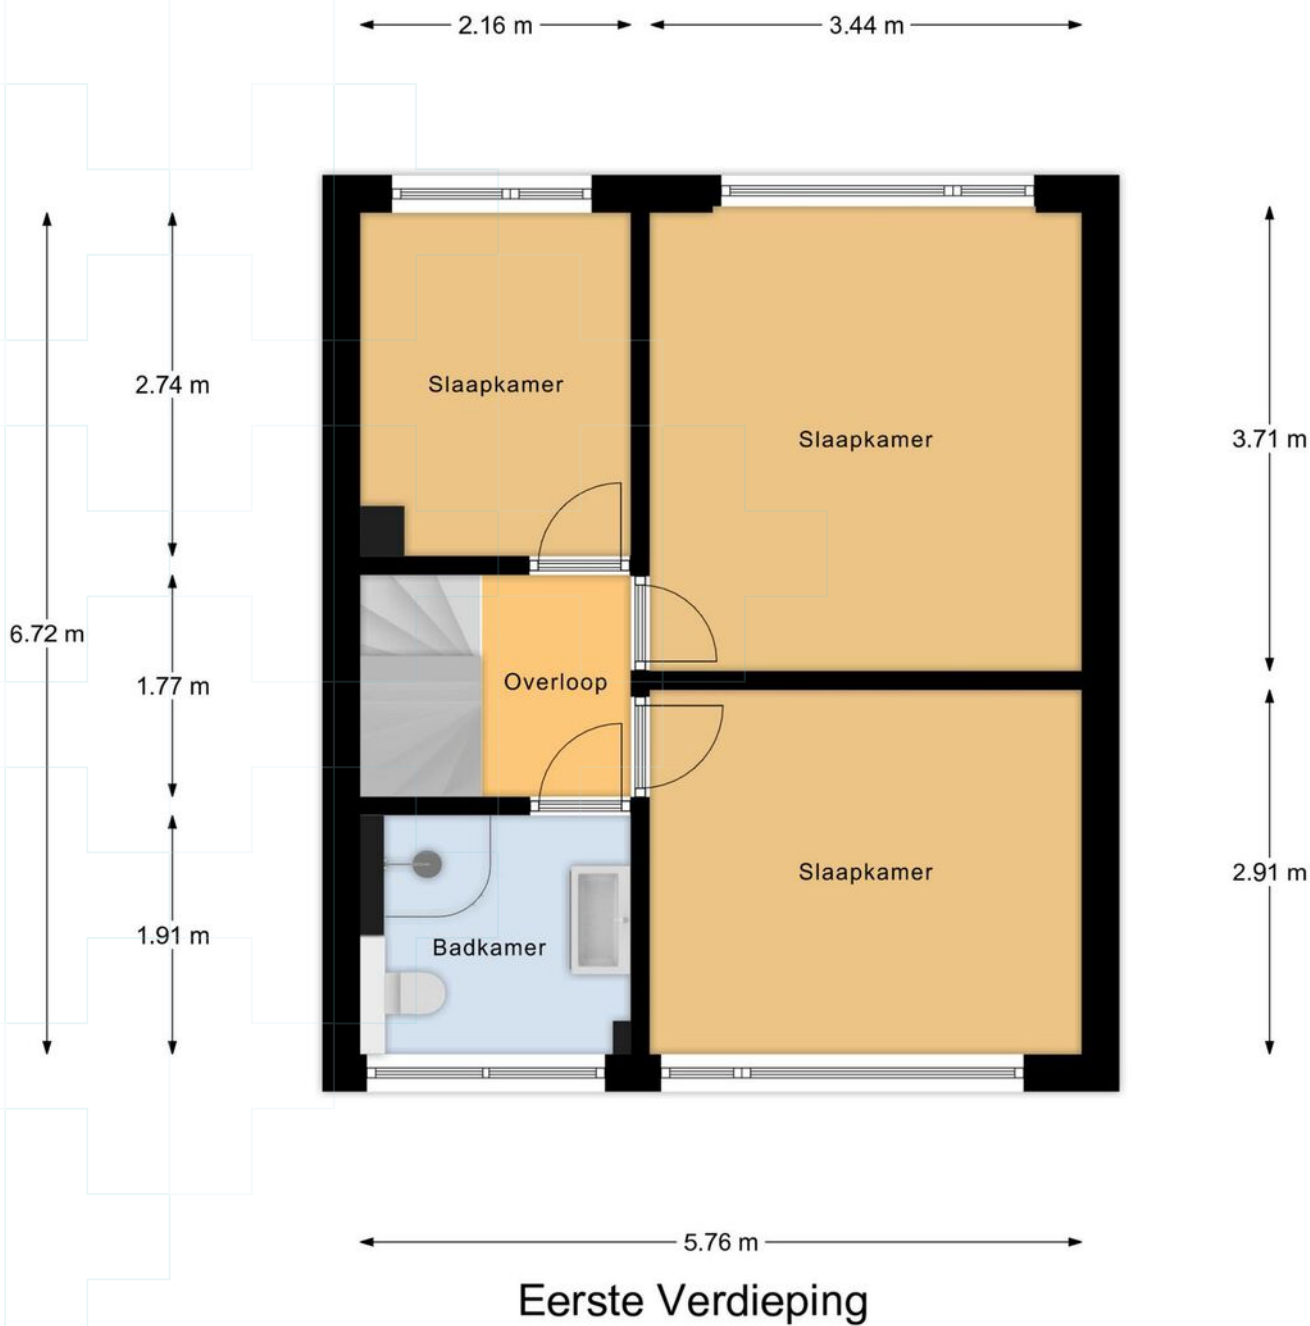 2.16 m
3.44 m
Slaapkamer
2.74 m
Slaapkamer
3.71 m
6.72 m
1.77 m
Overloop
Slaapkamer
2.91 m
1.91 m
Badkamer
5.76 m
Eerste Verdieping